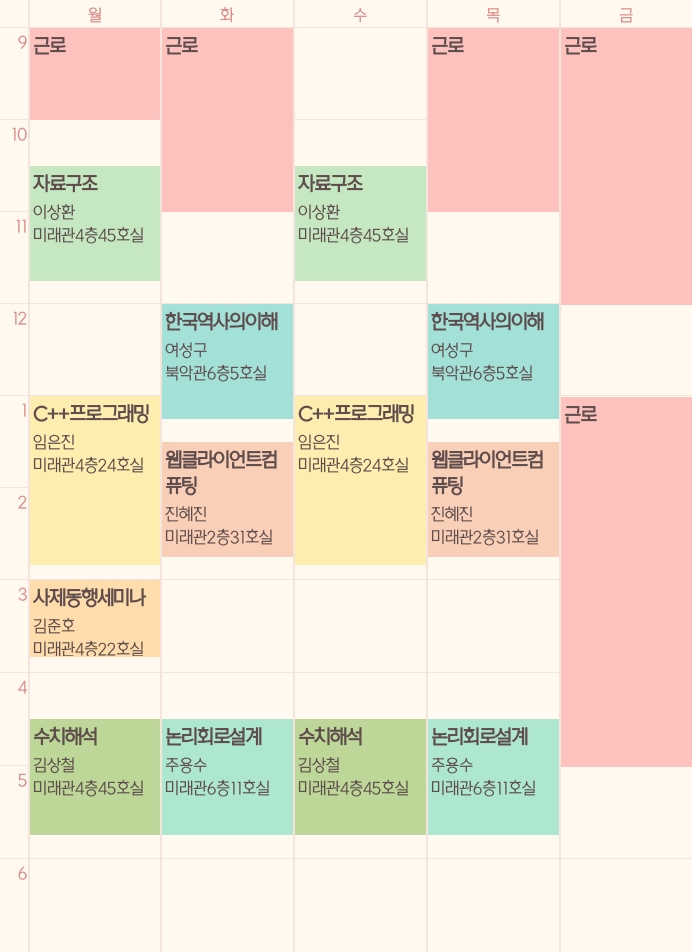 월 화 수 목 금
9
근로
근로
근로
근로
10
자료구조
이상환
미래관4층45호실
자료구조
이상환
미래관4층45호실
11
12
한국역사의이해
여성구
북악관6층5호실
한국역사의이해
여성구
북악관6층5호실
1
C++프로그래밍
임은진
미래관4층24호실
C++프로그래밍
임은진
미래관4층24호실
근로
웹클라이언트컴
퓨팅
진혜진
미래관2층31호실
웹클라이언트컴
퓨팅
진혜진
미래관2층31호실
2
3
사제동행세미나
김준호
미래관4층22호실
4
수치해석
김상철
미래관4층45호실
논리회로설계
주용수
미래관6층11호실
수치해석
김상철
미래관4층45호실
논리회로설계
주용수
미래관6층11호실
5
6